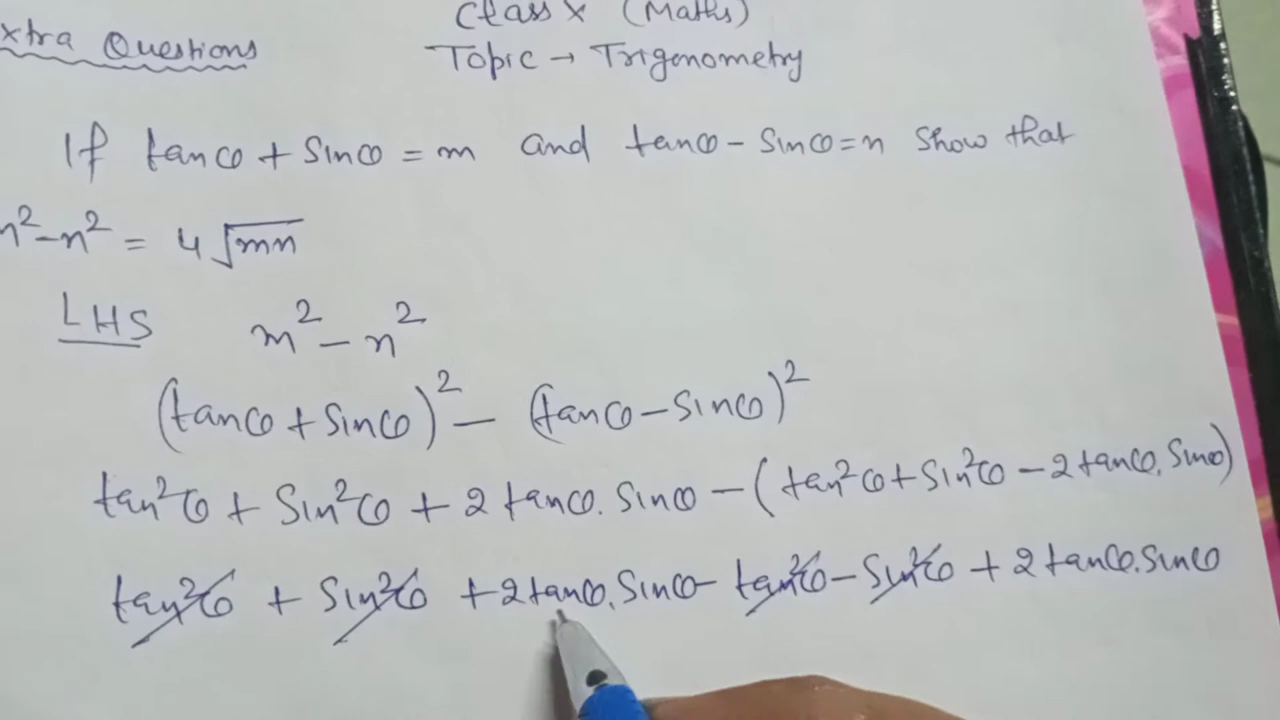 Class X (Maths)
xtra Questions
Topic → Trigonometry
If tanθ + Sinθ = m and tanθ - Sinθ = n Show that
m² - n² = 4√mn
LHS m² - n²
(tanθ + Sinθ)² - (tanθ - Sinθ)²
tan²θ + Sin²θ + 2 tanθ. Sinθ - (tan²θ + Sin²θ - 2 tanθ. Sinθ)
tan²θ + Sin²θ + 2 tanθ. Sinθ - tan²θ - Sin²θ + 2 tanθ. Sinθ